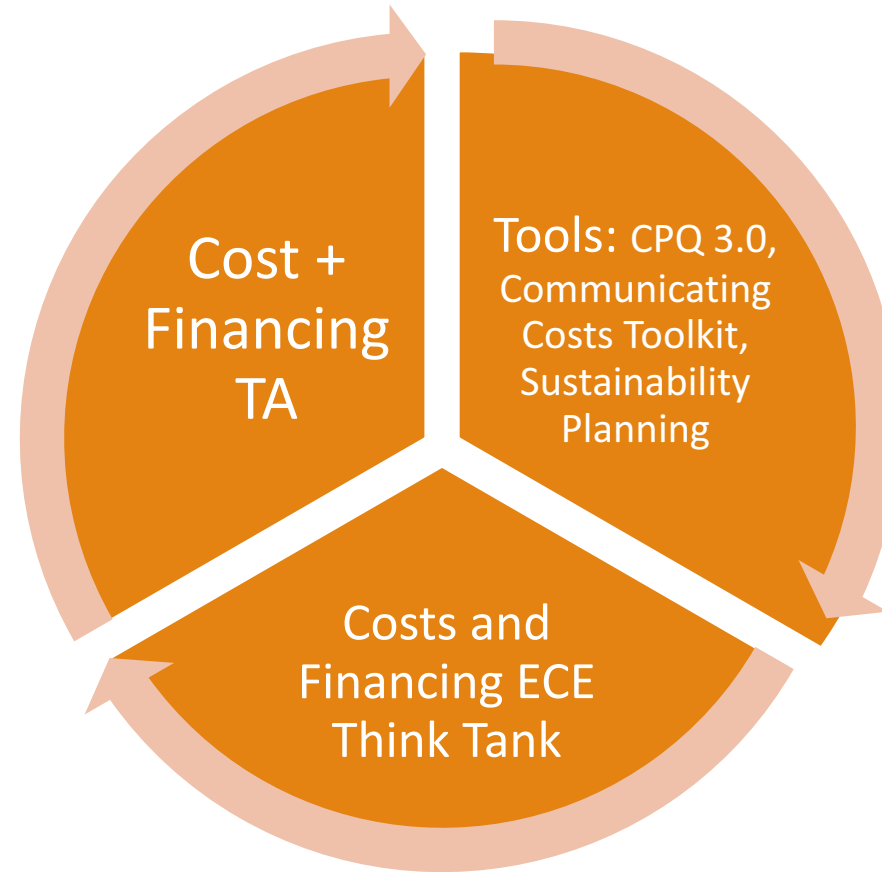 Cost +
Financing
TA
Tools: CPQ 3.0,
Communicating
Costs Toolkit,
Sustainability
Planning
Costs and
Financing ECE
Think Tank